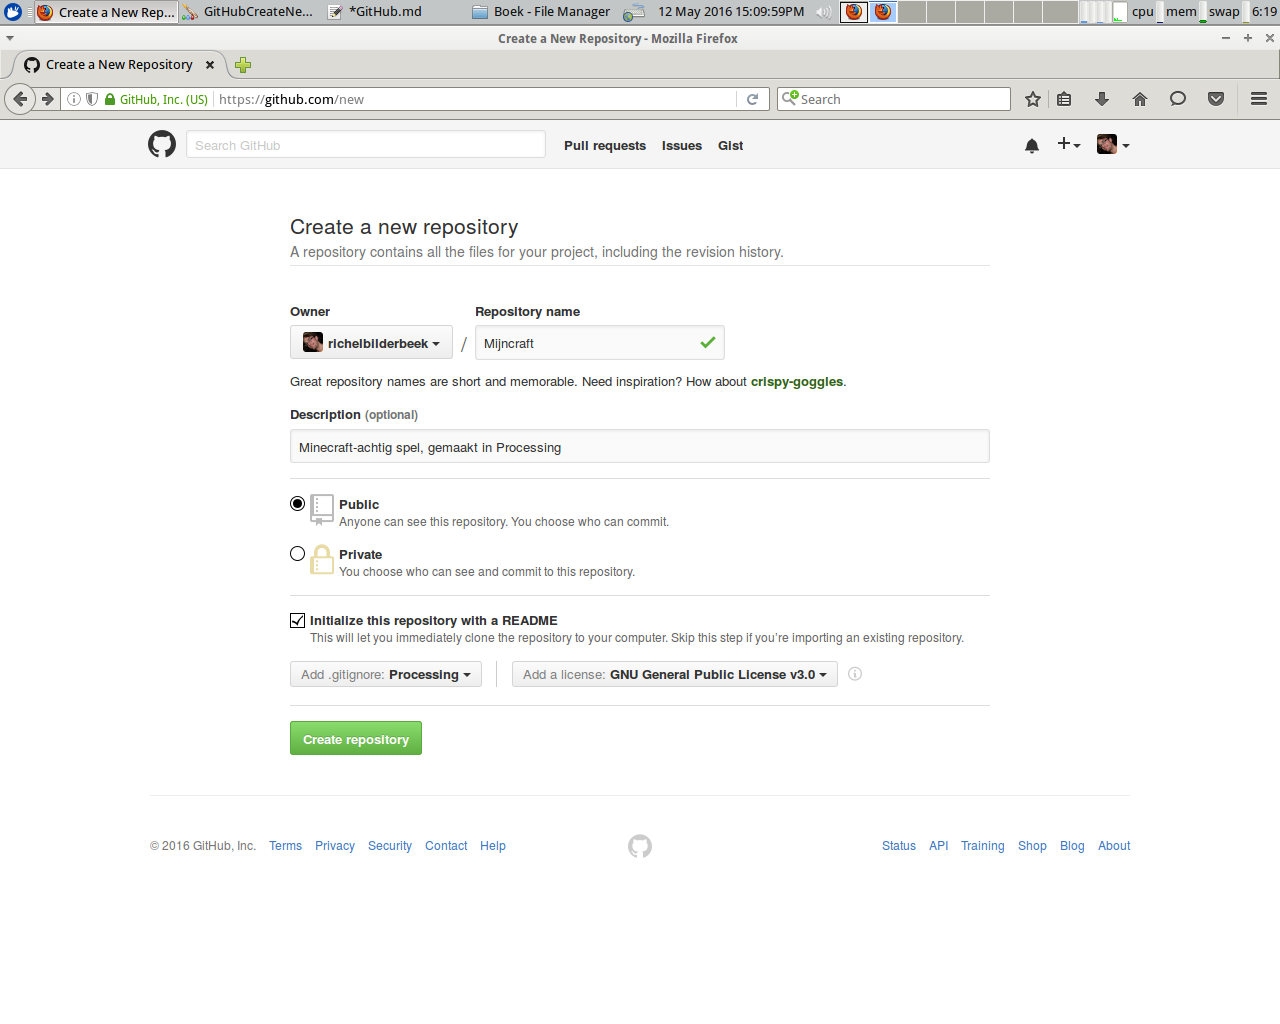 Create a New Rep... GitHubCreateNe... *GitHub.md Boek - File Manager 12 May 2016 15:09:59PM cpu mem swap 6:19
Create a New Repository - Mozilla Firefox
Create a New Repository
GitHub, Inc. (US) https://github.com/new Search
Search GitHub Pull requests Issues Gist
Create a new repository
A repository contains all the files for your project, including the revision history.
Owner Repository name
richelbilderbeek / Mijncraft
Great repository names are short and memorable. Need inspiration? How about crispy-goggles.
Description (optional)
Minecraft-achtig spel, gemaakt in Processing
Public
Anyone can see this repository. You choose who can commit.
Private
You choose who can see and commit to this repository.
Initialize this repository with a README
This will let you immediately clone the repository to your computer. Skip this step if you're importing an existing repository.
Add .gitignore: Processing Add a license: GNU General Public License v3.0
Create repository
© 2016 GitHub, Inc. Terms Privacy Security Contact Help Status API Training Shop Blog About